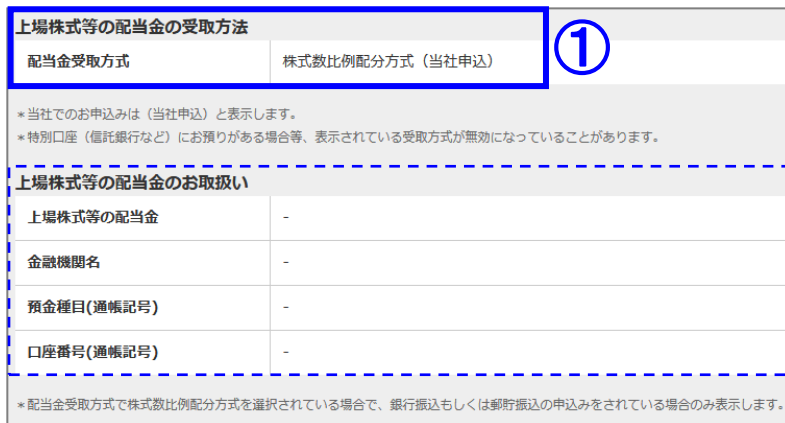 上場株式等の配当金の受取方法
①
配当金受取方式 株式数比例配分方式（当社申込）
＊当社でのお申込みは（当社申込）と表示します。
＊特別口座（信託銀行など）にお預りがある場合等、表示されている受取方式が無効になっていることがあります。
上場株式等の配当金のお取扱い
上場株式等の配当金 -
金融機関名 -
預金種目(通帳記号) -
口座番号(通帳記号) -
＊配当金受取方式で株式数比例配分方式を選択されている場合で、銀行振込もしくは郵貯振込の申込みをされている場合のみ表示します。